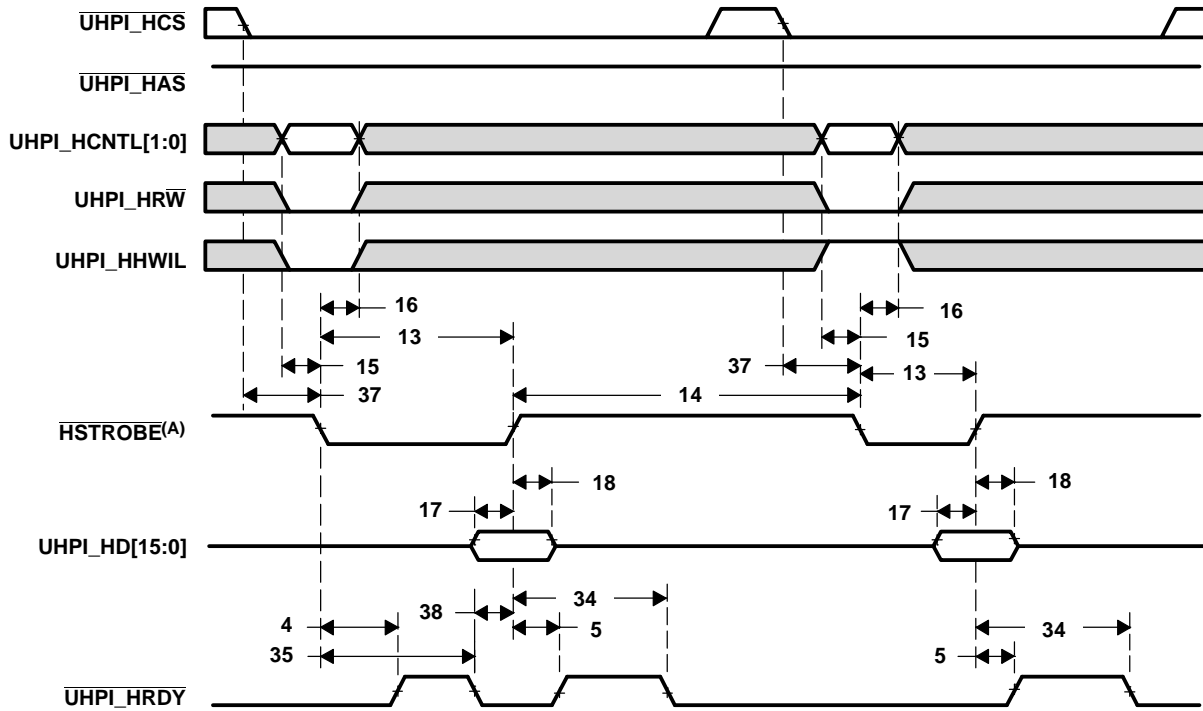 UHPI_HCS
UHPI_HAS
UHPI_HCNTL[1:0]
UHPI_HRW
UHPI_HHWIL
16
16
13
15
15
37
13
37
14
HSTROBE(A)
18
18
17
17
UHPI_HD[15:0]
38
34
4
5
34
35
5
UHPI_HRDY